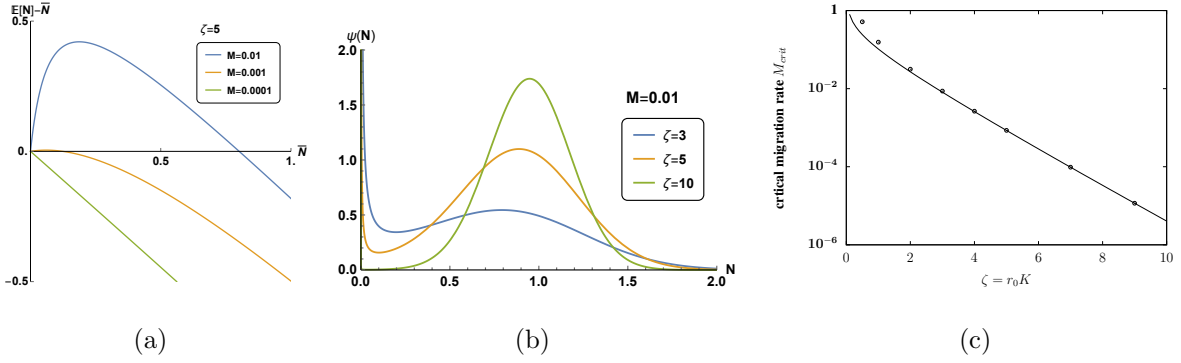 𝔼[N]–N̅
0.5
ζ=5
M=0.01
M=0.001
M=0.0001
0.
0.5
1.
N̅
−0.5
(a)
ψ(N)
2.0
1.5
1.0
0.5
0.0
0.0
0.5
1.0
1.5
2.0
N
M=0.01
ζ=3
ζ=5
ζ=10
(b)
crtical migration rate M_crit
1
10⁻²
10⁻⁴
10⁻⁶
0
2
4
6
8
10
ζ = r₀K
(c)